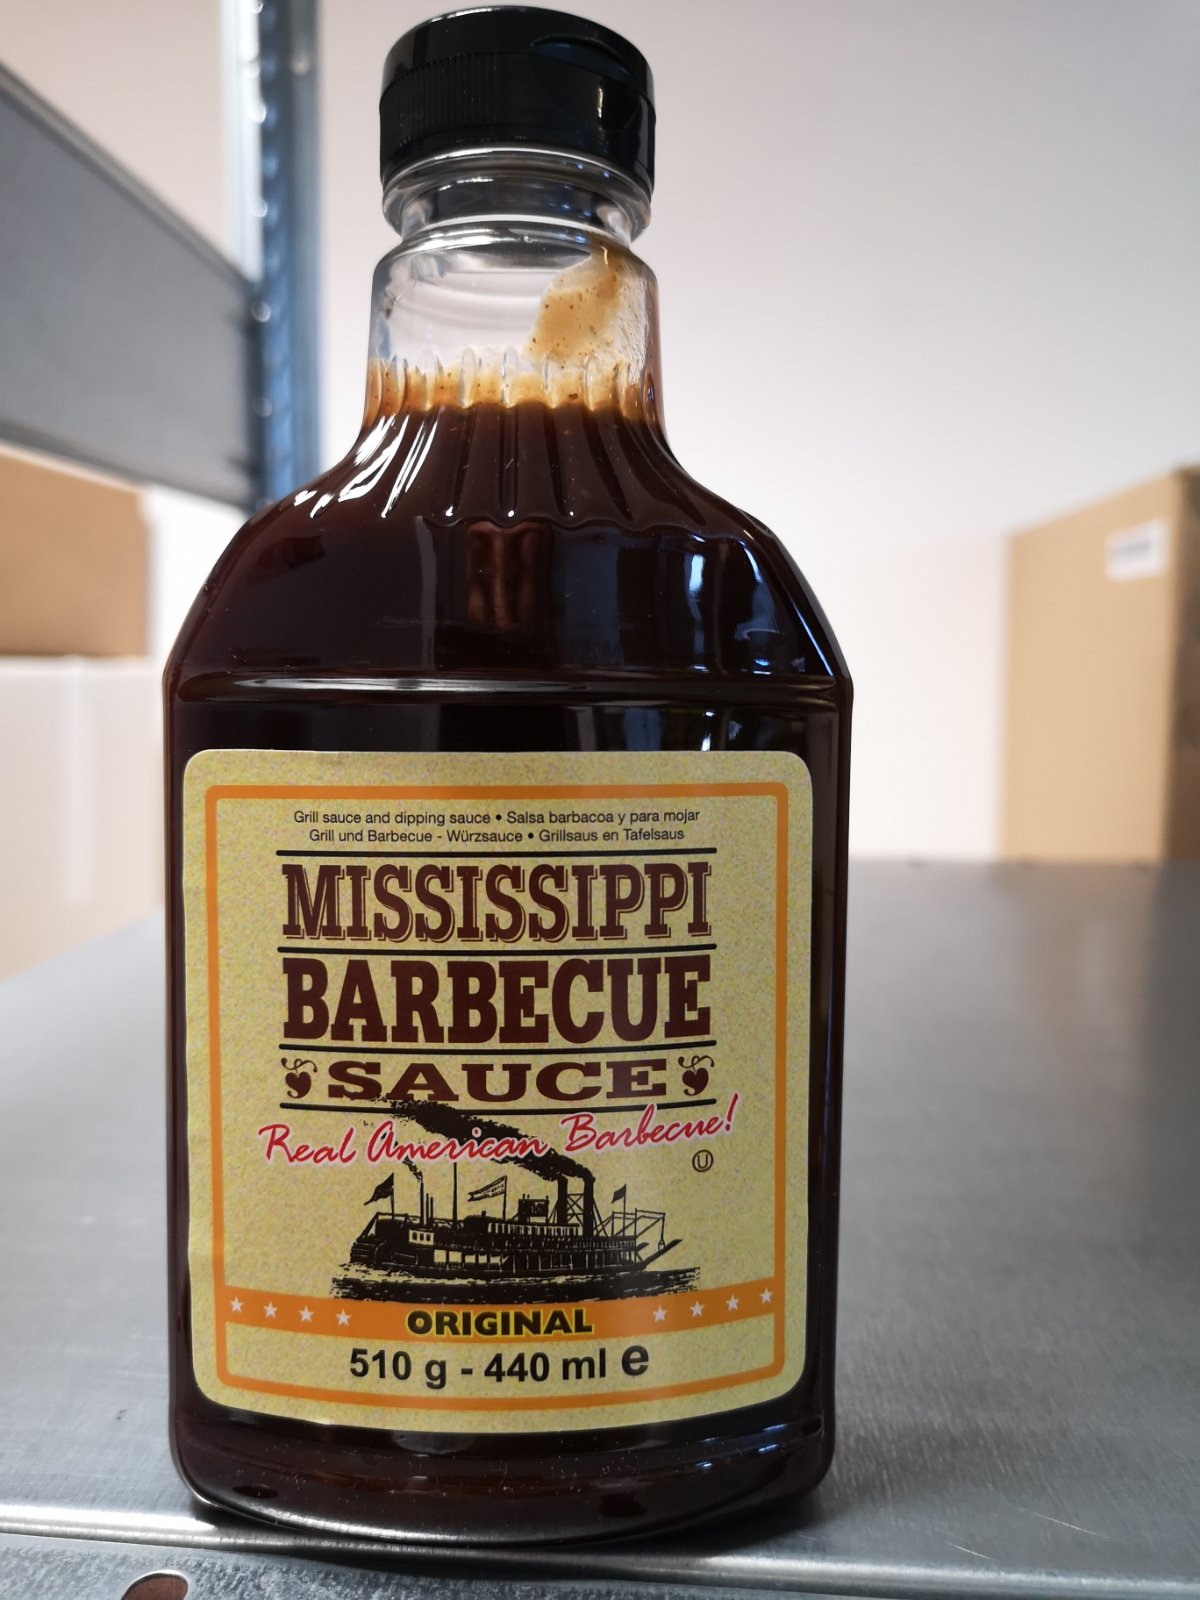 Grill sauce and dipping sauce • Salsa barbacoa y para mojar
Grill und Barbecue - Würzsauce • Grillsaus en Tafelsaus
MISSISSIPPI
BARBECUE
SAUCE
Real American Barbecue!
U
ORIGINAL
510 g - 440 ml e